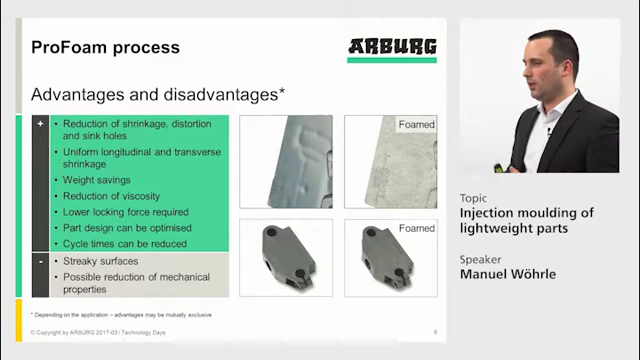 ProFoam process
ARBURG
Advantages and disadvantages*
+
• Reduction of shrinkage, distortion
and sink holes
• Uniform longitudinal and transverse
shrinkage
• Weight savings
• Reduction of viscosity
• Lower locking force required
• Part design can be optimised
• Cycle times can be reduced
-
• Streaky surfaces
• Possible reduction of mechanical
properties
Foamed
Foamed
* Depending on the application – advantages may be mutually exclusive
© Copyright by ARBURG 2017-03 / Technology Days
Topic
Injection moulding of
lightweight parts
Speaker
Manuel Wöhrle